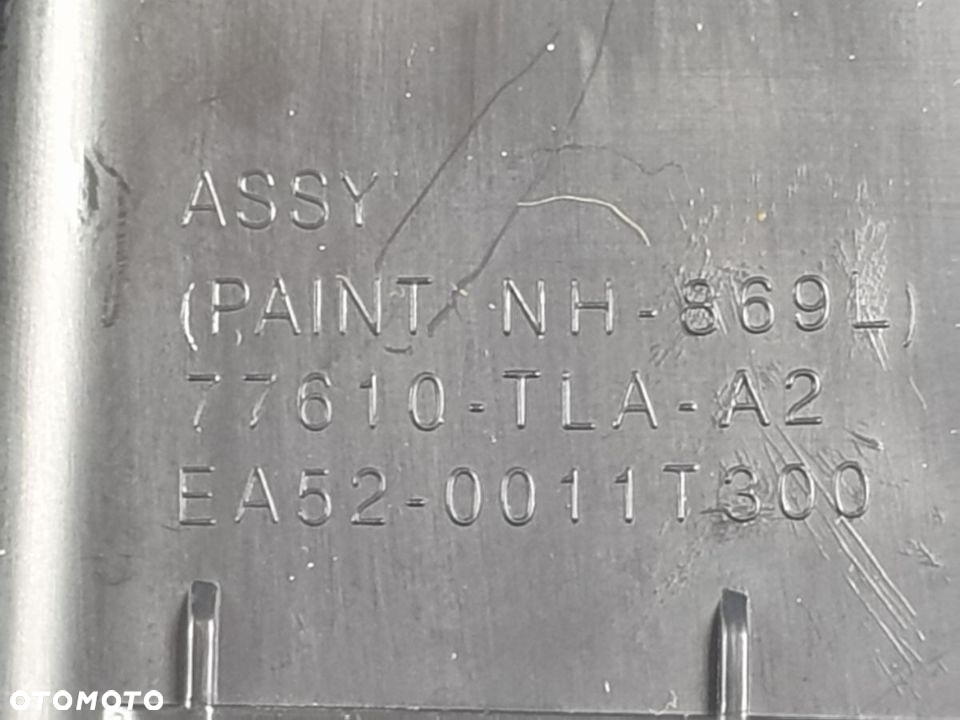 ASSY
(PAINT NH-869L)
77610-TLA-A2
EA52-0011T300
OTOMOTO